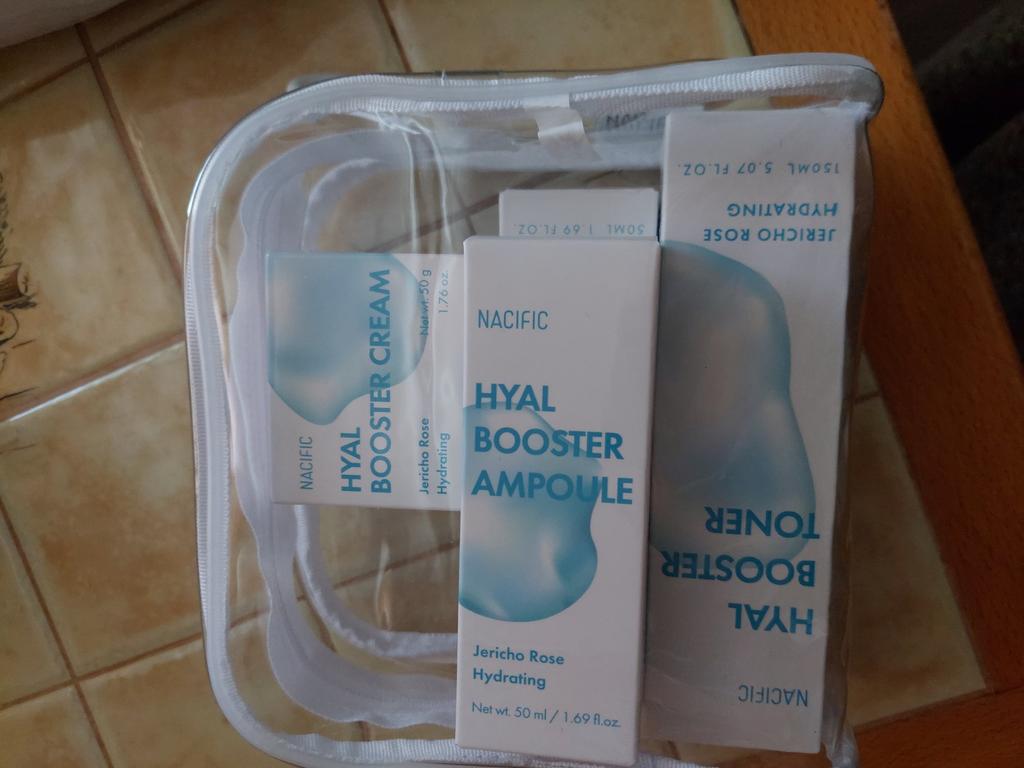 NACIFIC
HYAL
BOOSTER CREAM
Jericho Rose
Hydrating
Net wt. 50 g
1.76 oz.
50ML 1.69 FL.OZ.
NACIFIC
HYAL
BOOSTER
AMPOULE
Jericho Rose
Hydrating
Net wt. 50 ml / 1.69 fl.oz.
NACIFIC
HYAL
BOOSTER
TONER
JERICHO ROSE
HYDRATING
150ML 5.07 FL.OZ.